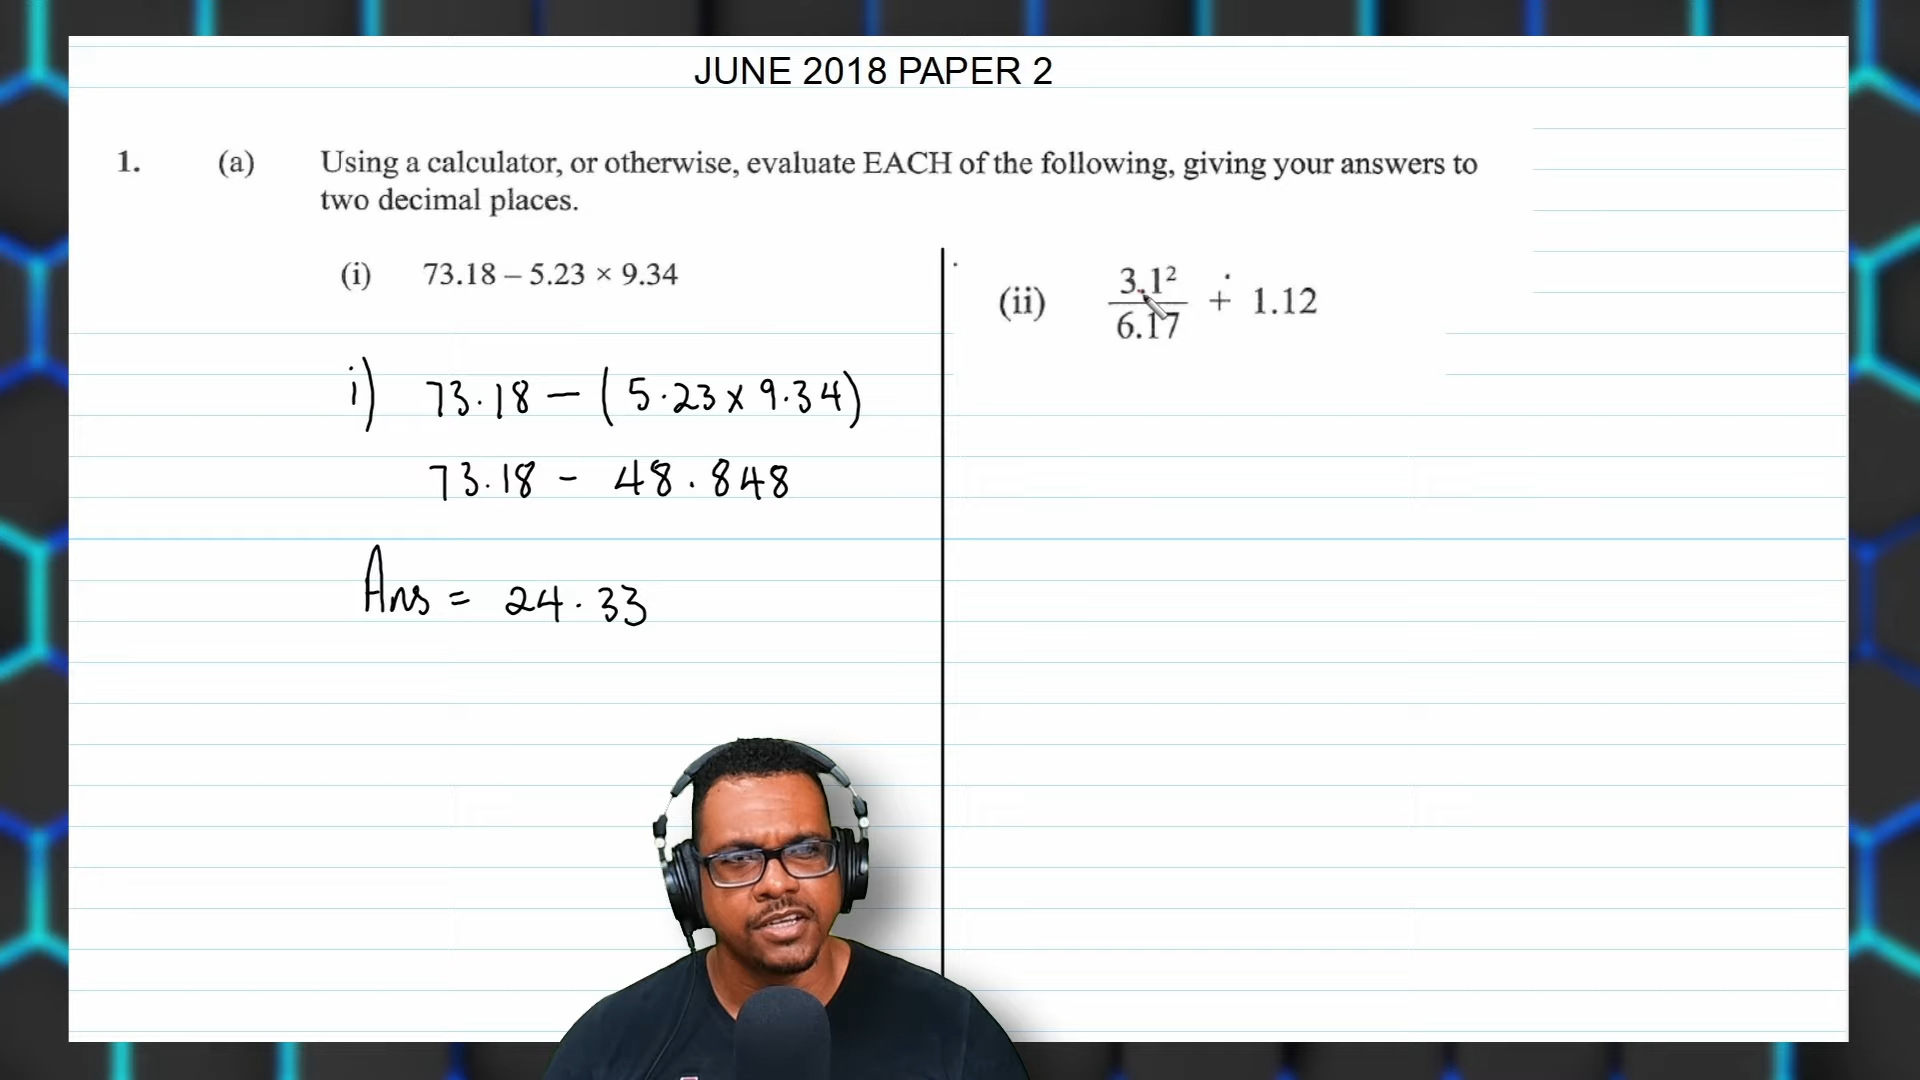 JUNE 2018 PAPER 2
1. (a) Using a calculator, or otherwise, evaluate EACH of the following, giving your answers to
two decimal places.
(i) 73.18 – 5.23 × 9.34
(ii) 3.1² / 6.17 + 1.12
i) 73.18 – (5.23 x 9.34)
73.18 - 48.848
Ans = 24.33